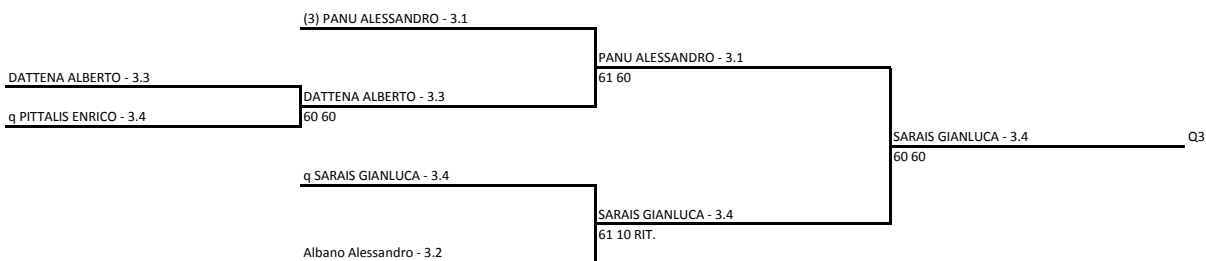 (3) PANU ALESSANDRO - 3.1
PANU ALESSANDRO - 3.1
DATTENA ALBERTO - 3.3
61 60
DATTENA ALBERTO - 3.3
q PITTALIS ENRICO - 3.4
60 60
SARAIS GIANLUCA - 3.4
Q3
60 60
q SARAIS GIANLUCA - 3.4
SARAIS GIANLUCA - 3.4
61 10 RIT.
Albano Alessandro - 3.2